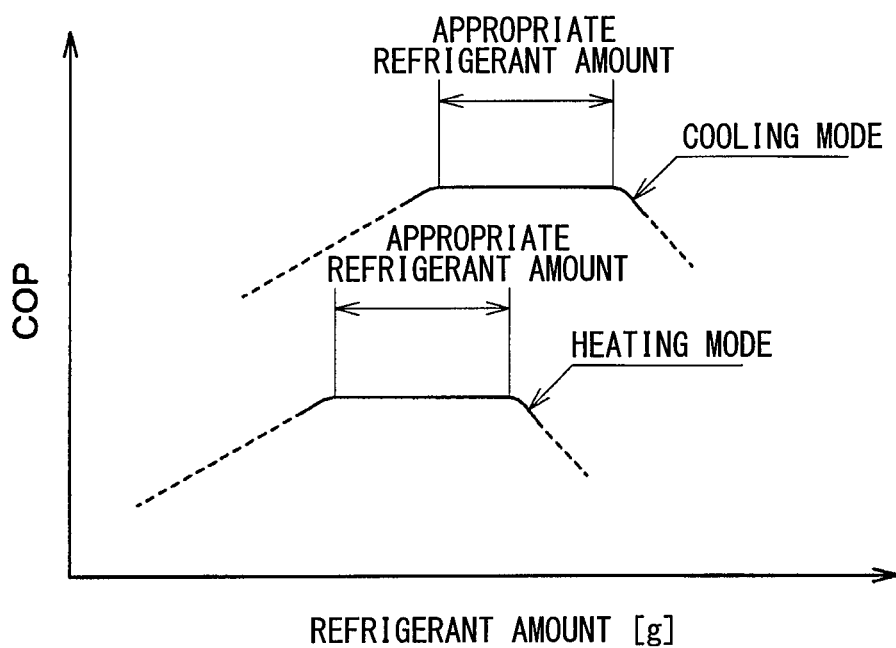 APPROPRIATE
REFRIGERANT AMOUNT
COOLING MODE
APPROPRIATE
REFRIGERANT AMOUNT
HEATING MODE
COP
REFRIGERANT AMOUNT [g]